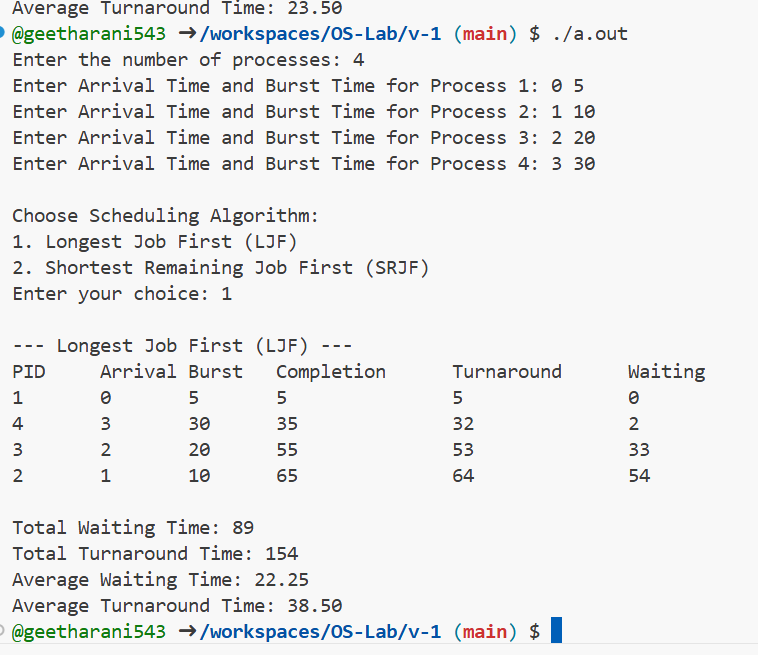 Average Turnaround Time: 23.50
@geetharani543 →/workspaces/OS-Lab/v-1 (main) $ ./a.out
Enter the number of processes: 4
Enter Arrival Time and Burst Time for Process 1: 0 5
Enter Arrival Time and Burst Time for Process 2: 1 10
Enter Arrival Time and Burst Time for Process 3: 2 20
Enter Arrival Time and Burst Time for Process 4: 3 30

Choose Scheduling Algorithm:
1. Longest Job First (LJF)
2. Shortest Remaining Job First (SRJF)
Enter your choice: 1

--- Longest Job First (LJF) ---
PID     Arrival Burst   Completion      Turnaround      Waiting
1       0       5       5               5               0
4       3       30      35              32              2
3       2       20      55              53              33
2       1       10      65              64              54

Total Waiting Time: 89
Total Turnaround Time: 154
Average Waiting Time: 22.25
Average Turnaround Time: 38.50
@geetharani543 →/workspaces/OS-Lab/v-1 (main) $